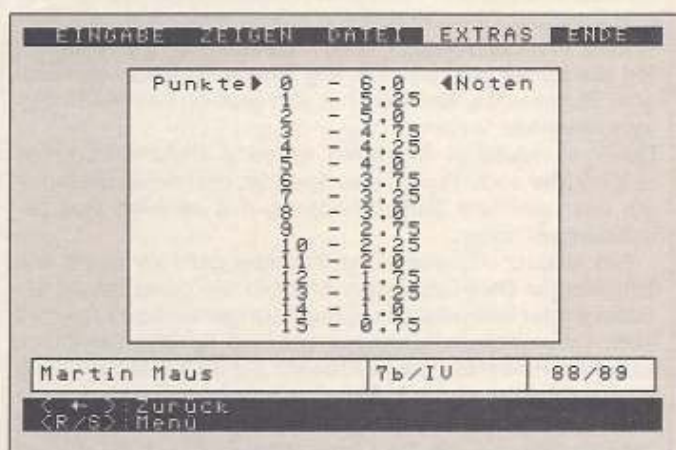 EINGABE ZEIGEN DATEI EXTRAS ENDE
Punkte▶ 0 - 6.0 ◀Noten
1 - 5.25
2 - 5.0
3 - 4.75
4 - 4.25
5 - 4.0
6 - 3.75
7 - 3.25
8 - 3.0
9 - 2.75
10 - 2.25
11 - 2.0
12 - 1.75
13 - 1.25
14 - 1.0
15 - 0.75
Martin Maus 7b/IV 88/89
< ← >:Zurück
<R/S>:Menü